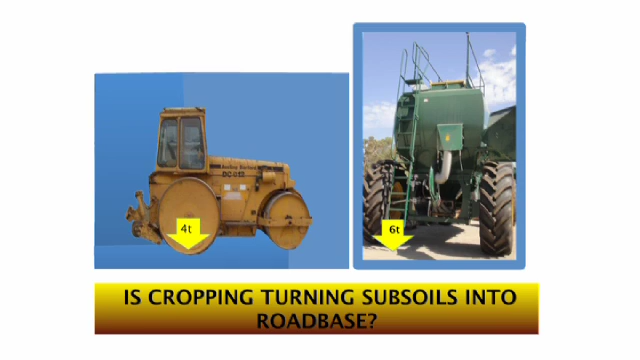 4t
6t
IS CROPPING TURNING SUBSOILS INTO
ROADBASE?